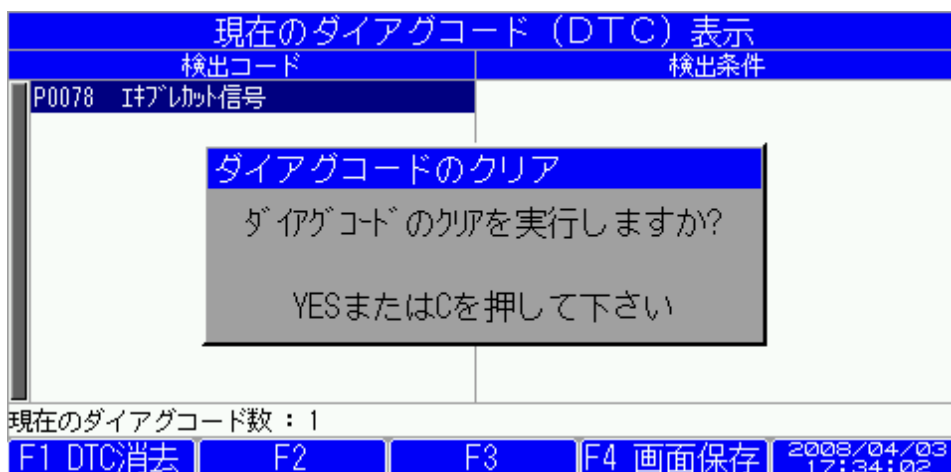 現在のダイアグコード（DTC）表示
検出コード
検出条件
P0078 ｴｷﾌﾞﾚｶｯﾄ信号
ダイアグコードのクリア
ﾀﾞｲｱｸﾞｺｰﾄﾞのｸﾘｱを実行しますか?
YESまたはCを押して下さい
現在のダイアグコード数：1
F1 DTC消去
F2
F3
F4 画面保存
2008/04/03
17:34:02